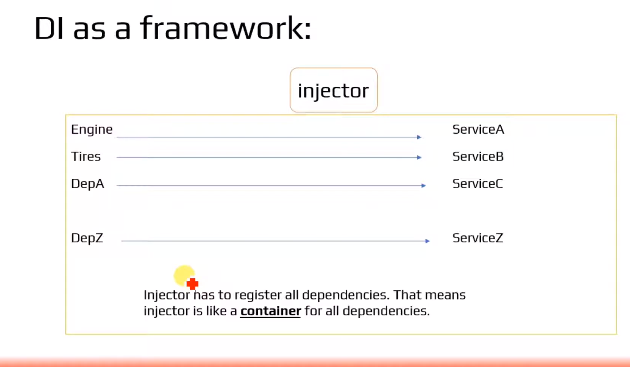 DI as a framework:
injector
Engine ServiceA
Tires ServiceB
DepA ServiceC
DepZ ServiceZ
Injector has to register all dependencies. That means
injector is like a container for all dependencies.